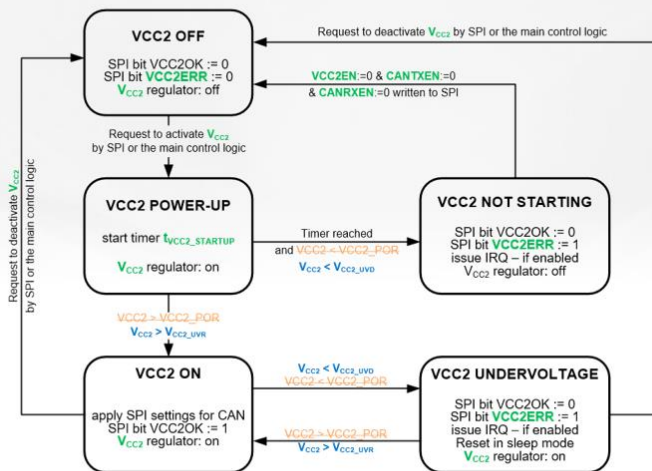 VCC2 OFF
SPI bit VCC2OK := 0
SPI bit VCC2ERR := 0
VCC2 regulator: off
Request to deactivate VCC2 by SPI or the main control logic
VCC2EN:=0 & CANTXEN:=0
& CANRXEN:=0 written to SPI
Request to activate VCC2
by SPI or the main control logic
Request to deactivate VCC2
by SPI or the main control logic
VCC2 POWER-UP
start timer tVCC2_STARTUP
VCC2 regulator: on
Timer reached
and VCC2 < VCC2_POR
VCC2 < VCC2_UVD
VCC2 NOT STARTING
SPI bit VCC2OK := 0
SPI bit VCC2ERR := 1
issue IRQ – if enabled
VCC2 regulator: off
VCC2 > VCC2_POR
VCC2 > VCC2_UVR
VCC2 ON
apply SPI settings for CAN
SPI bit VCC2OK := 1
VCC2 regulator: on
VCC2 < VCC2_UVD
VCC2 < VCC2_POR
VCC2 > VCC2_POR
VCC2 > VCC2_UVR
VCC2 UNDERVOLTAGE
SPI bit VCC2OK := 0
SPI bit VCC2ERR := 1
issue IRQ – if enabled
Reset in sleep mode
VCC2 regulator: on